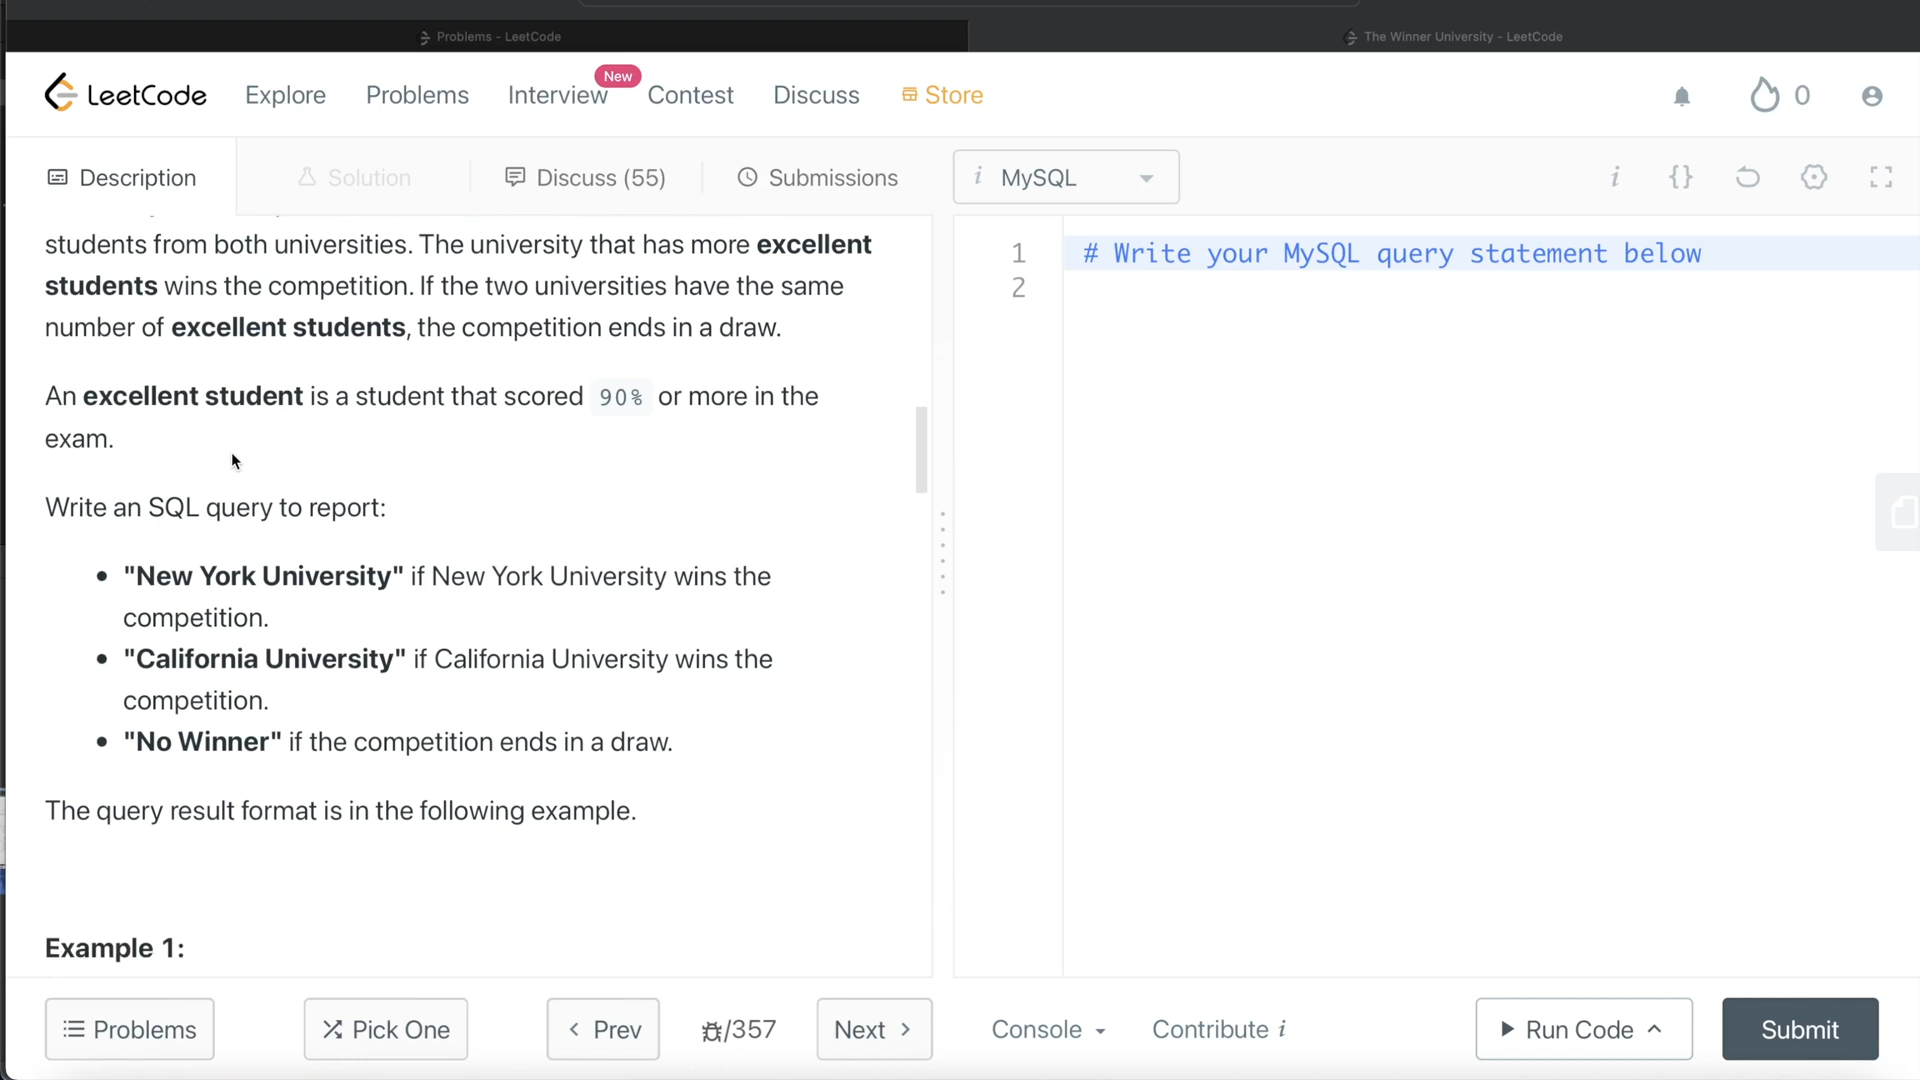 Problems - LeetCode
The Winner University - LeetCode
LeetCode
Explore
Problems
Interview
New
Contest
Discuss
Store
0
Description
Solution
Discuss (55)
Submissions
i MySQL
i
{}
students from both universities. The university that has more excellent
students wins the competition. If the two universities have the same
number of excellent students, the competition ends in a draw.
An excellent student is a student that scored 90% or more in the
exam.
Write an SQL query to report:
• "New York University" if New York University wins the
competition.
• "California University" if California University wins the
competition.
• "No Winner" if the competition ends in a draw.
The query result format is in the following example.
Example 1:
1 # Write your MySQL query statement below
2
Problems
Pick One
Prev
/357
Next
Console
Contribute i
Run Code
Submit